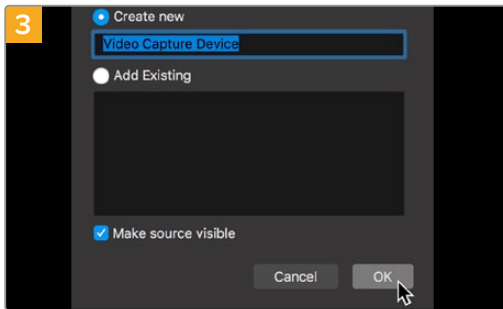 3
Create new
Video Capture Device
Add Existing
Make source visible
Cancel OK